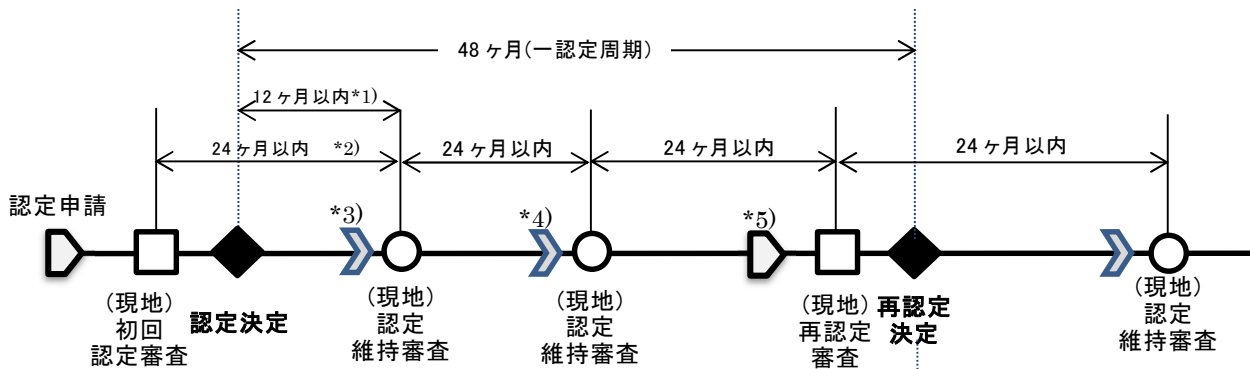 48ヶ月(一認定周期)
12ヶ月以内*1)
24ヶ月以内 *2)
24ヶ月以内
24ヶ月以内
24ヶ月以内
認定申請
*3)
*4)
*5)
(現地)
初回
認定審査
認定決定
(現地)
認定
維持審査
(現地)
認定
維持審査
(現地)
再認定
審査
再認定
決定
(現地)
認定
維持審査